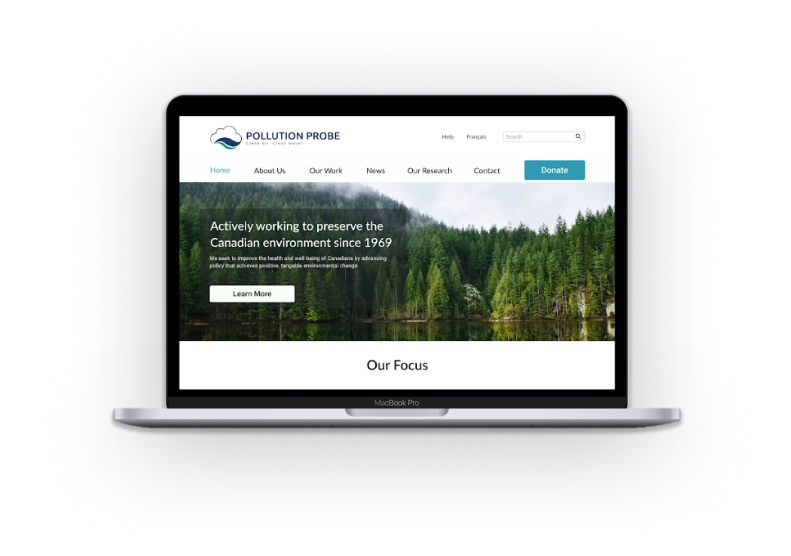 POLLUTION PROBE
Clean air. Clean water.
Help Français Search
Home About Us Our Work News Our Research Contact Donate
Actively working to preserve the
Canadian environment since 1969
We seek to improve the health and well-being of Canadians by advancing
policy that achieves positive, tangible environmental change
Learn More
Our Focus
MacBook Pro